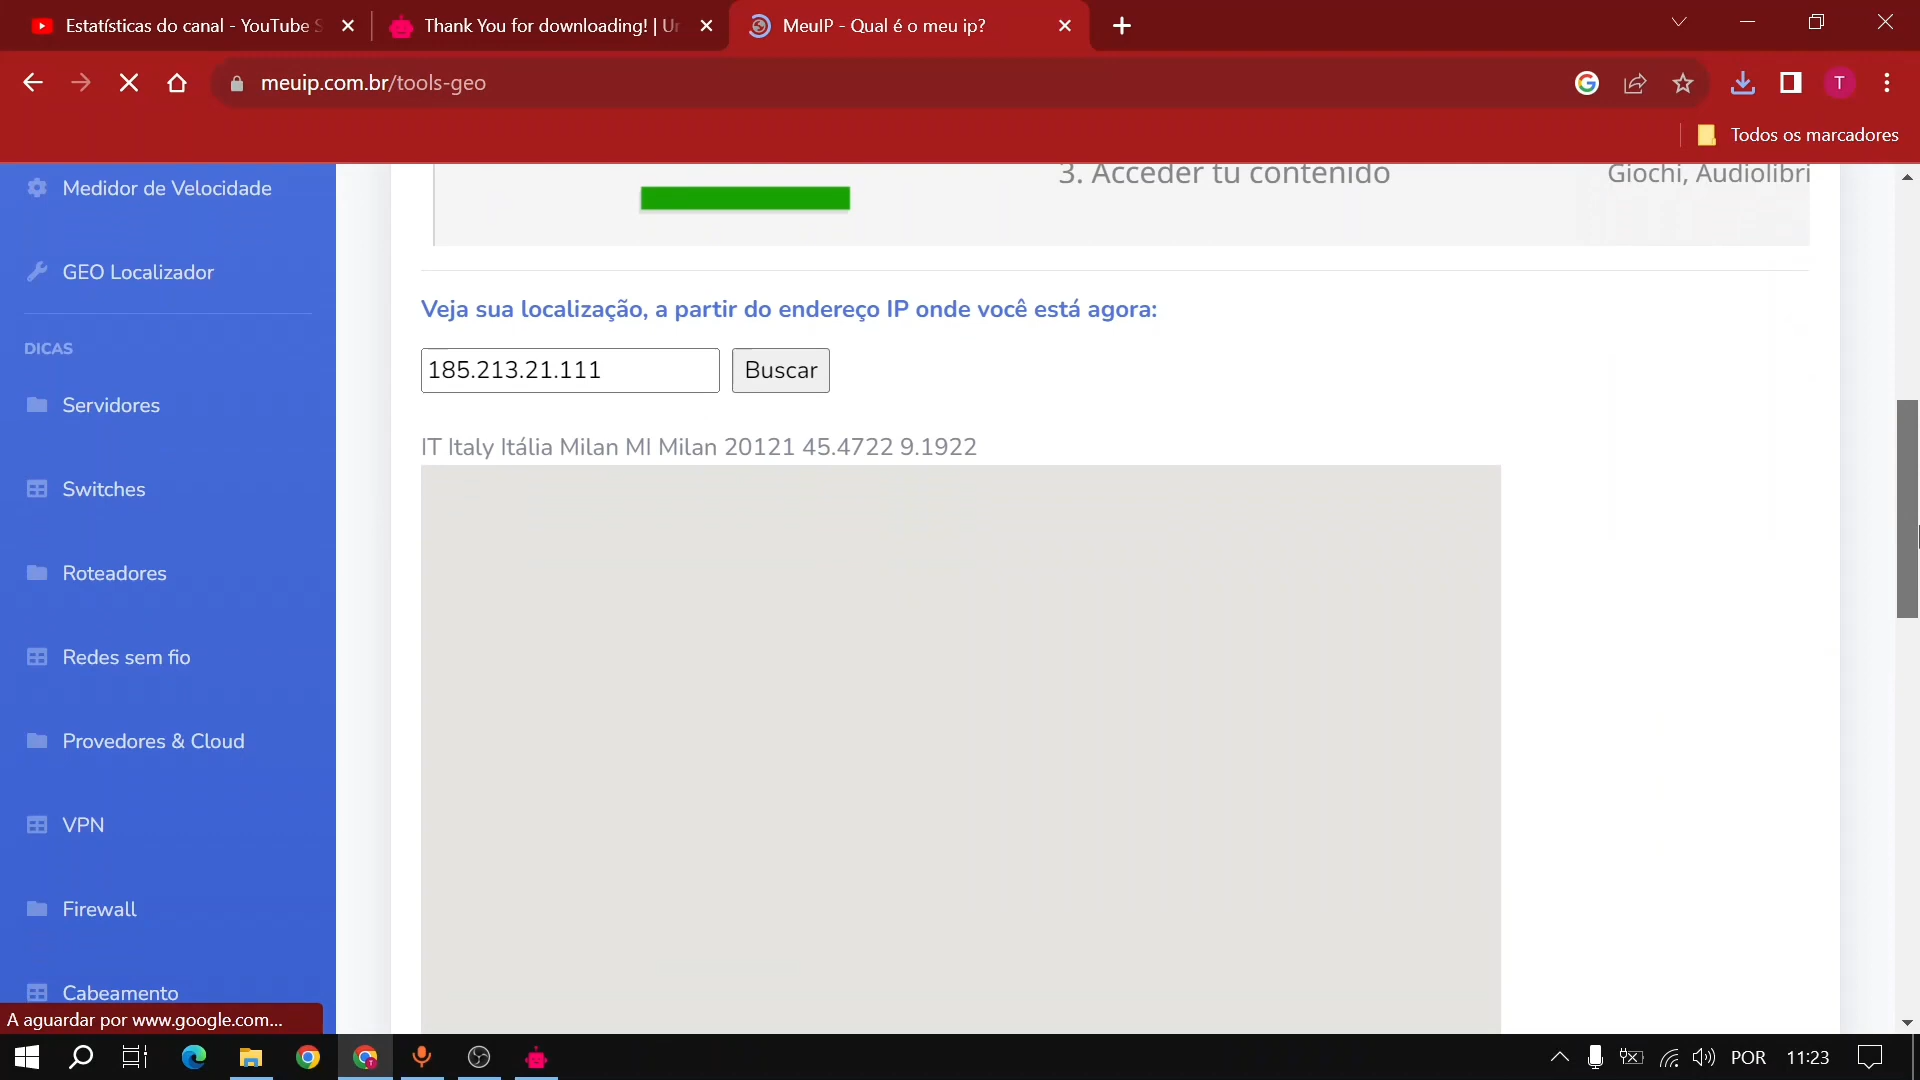 Estatísticas do canal - YouTube S
Thank You for downloading! | Ur
MeuIP - Qual é o meu ip?
meuip.com.br/tools-geo
T
Todos os marcadores
Medidor de Velocidade
GEO Localizador
DICAS
Servidores
Switches
Roteadores
Redes sem fio
Provedores & Cloud
VPN
Firewall
Cabeamento
3. Acceder tu contenido
Giochi, Audiolibri
Veja sua localização, a partir do endereço IP onde você está agora:
185.213.21.111
Buscar
IT Italy Itália Milan MI Milan 20121 45.4722 9.1922
A aguardar por www.google.com...
POR
11:23